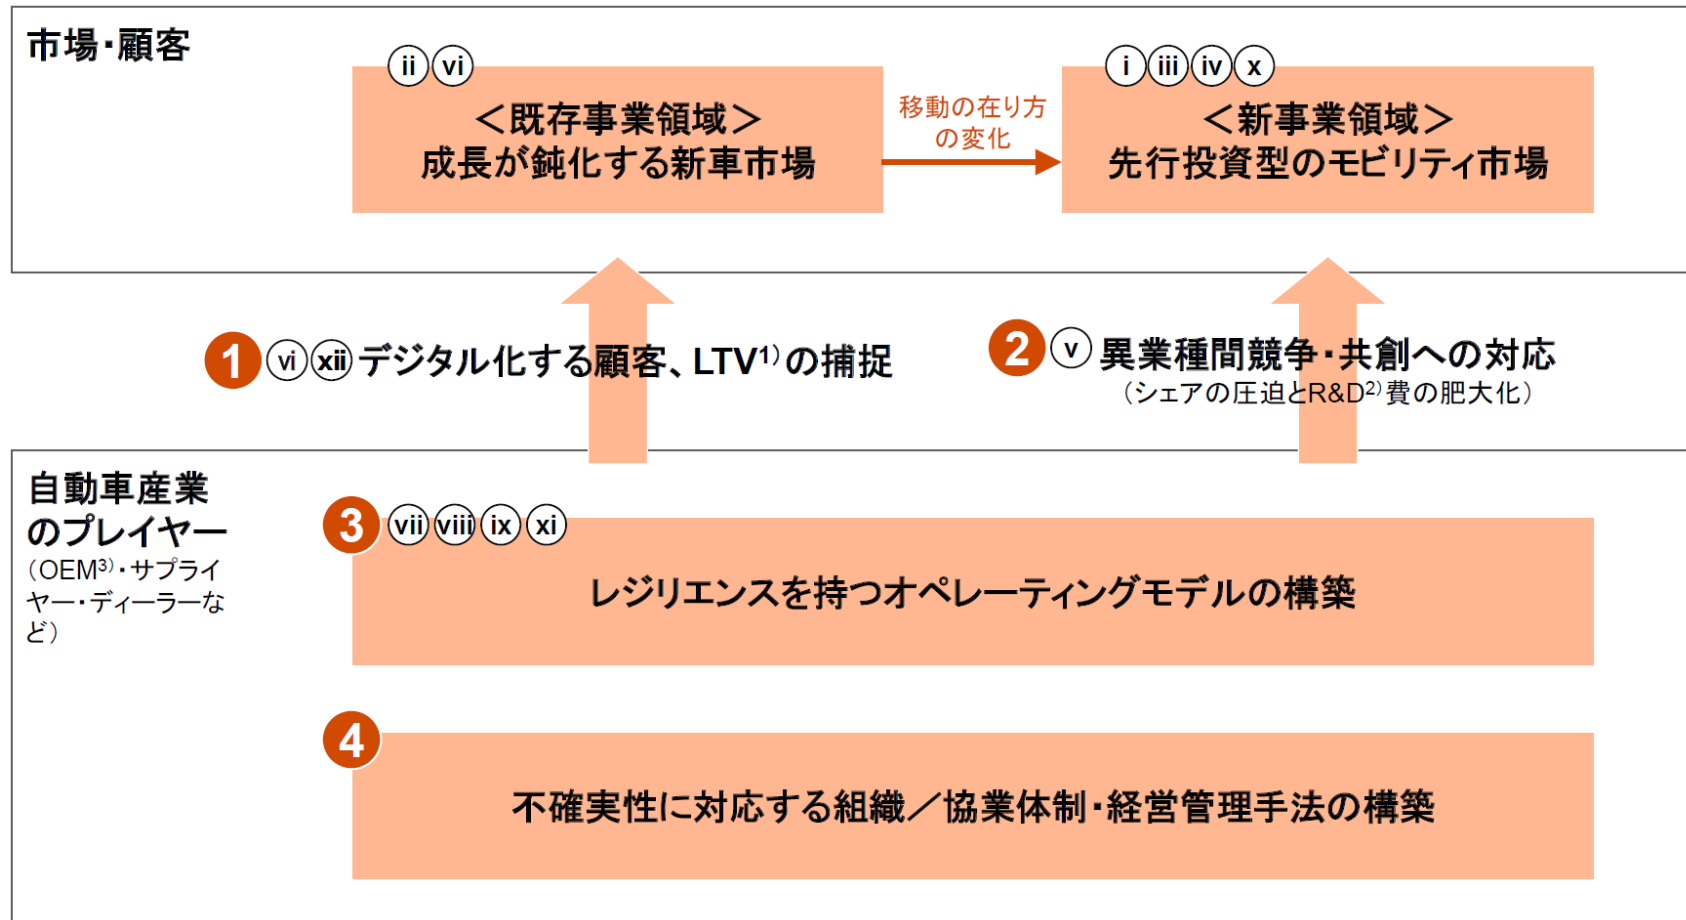 市場・顧客
ii vi
＜既存事業領域＞
成長が鈍化する新車市場
移動の在り方
の変化
i iii iv x
＜新事業領域＞
先行投資型のモビリティ市場
1 vi xii デジタル化する顧客、LTV1)の捕捉
2 v 異業種間競争・共創への対応
（シェアの圧迫とR&D2)費の肥大化）
自動車産業
のプレイヤー
（OEM3)・サプライ
ヤー・ディーラーな
ど）
3 vii viii ix xi
レジリエンスを持つオペレーティングモデルの構築
4
不確実性に対応する組織／協業体制・経営管理手法の構築